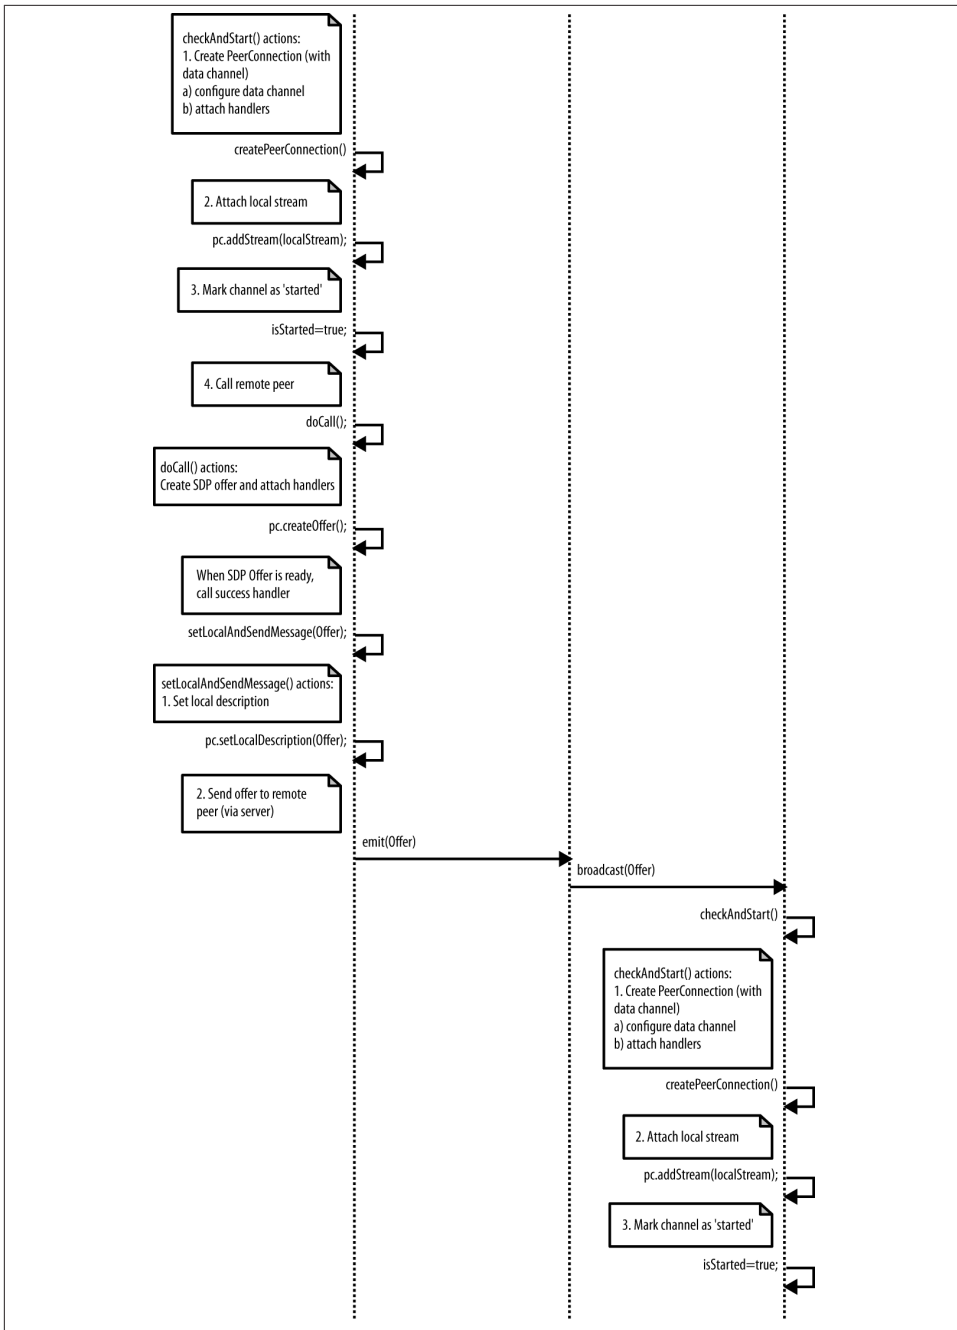 checkAndStart() actions:
1. Create PeerConnection (with
data channel)
a) configure data channel
b) attach handlers
createPeerConnection()
2. Attach local stream
pc.addStream(localStream);
3. Mark channel as 'started'
isStarted=true;
4. Call remote peer
doCall();
doCall() actions:
Create SDP offer and attach handlers
pc.createOffer();
When SDP Offer is ready,
call success handler
setLocalAndSendMessage(Offer);
setLocalAndSendMessage() actions:
1. Set local description
pc.setLocalDescription(Offer);
2. Send offer to remote
peer (via server)
emit(Offer)
broadcast(Offer)
checkAndStart()
checkAndStart() actions:
1. Create PeerConnection (with
data channel)
a) configure data channel
b) attach handlers
createPeerConnection()
2. Attach local stream
pc.addStream(localStream);
3. Mark channel as 'started'
isStarted=true;